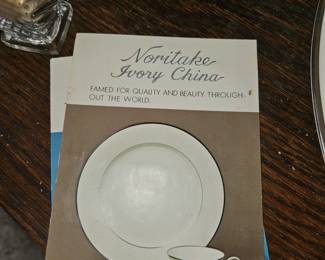 Noritake
Ivory China
FAMED FOR QUALITY AND BEAUTY THROUGH-
OUT THE WORLD.